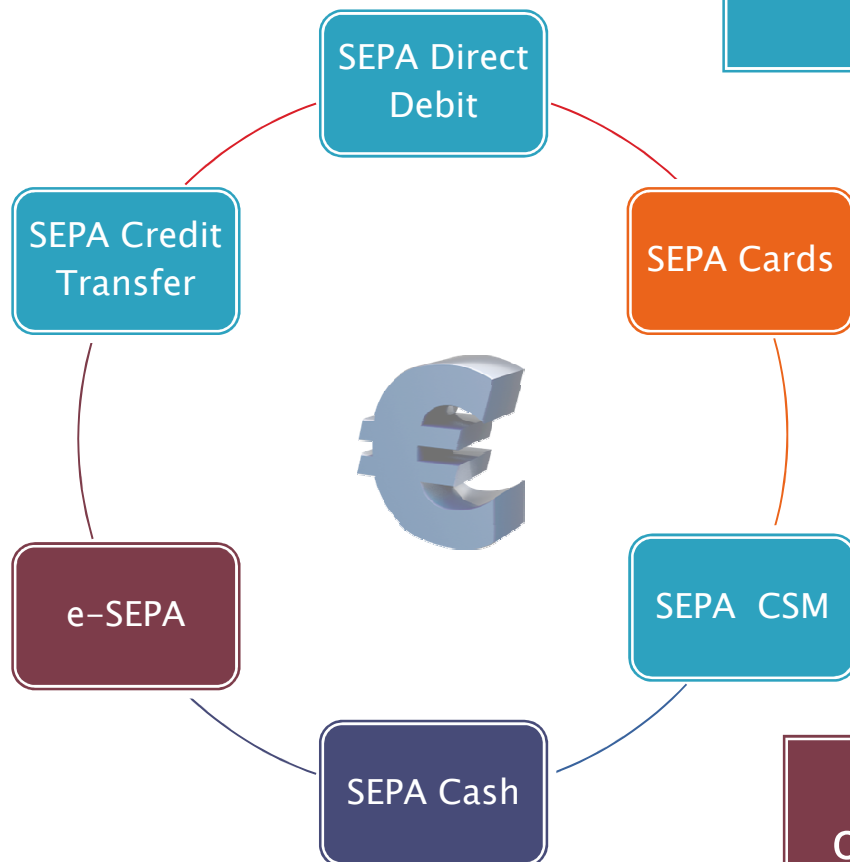 SEPA Direct
Debit
SEPA Credit
Transfer
SEPA Cards
e-SEPA
SEPA CSM
SEPA Cash